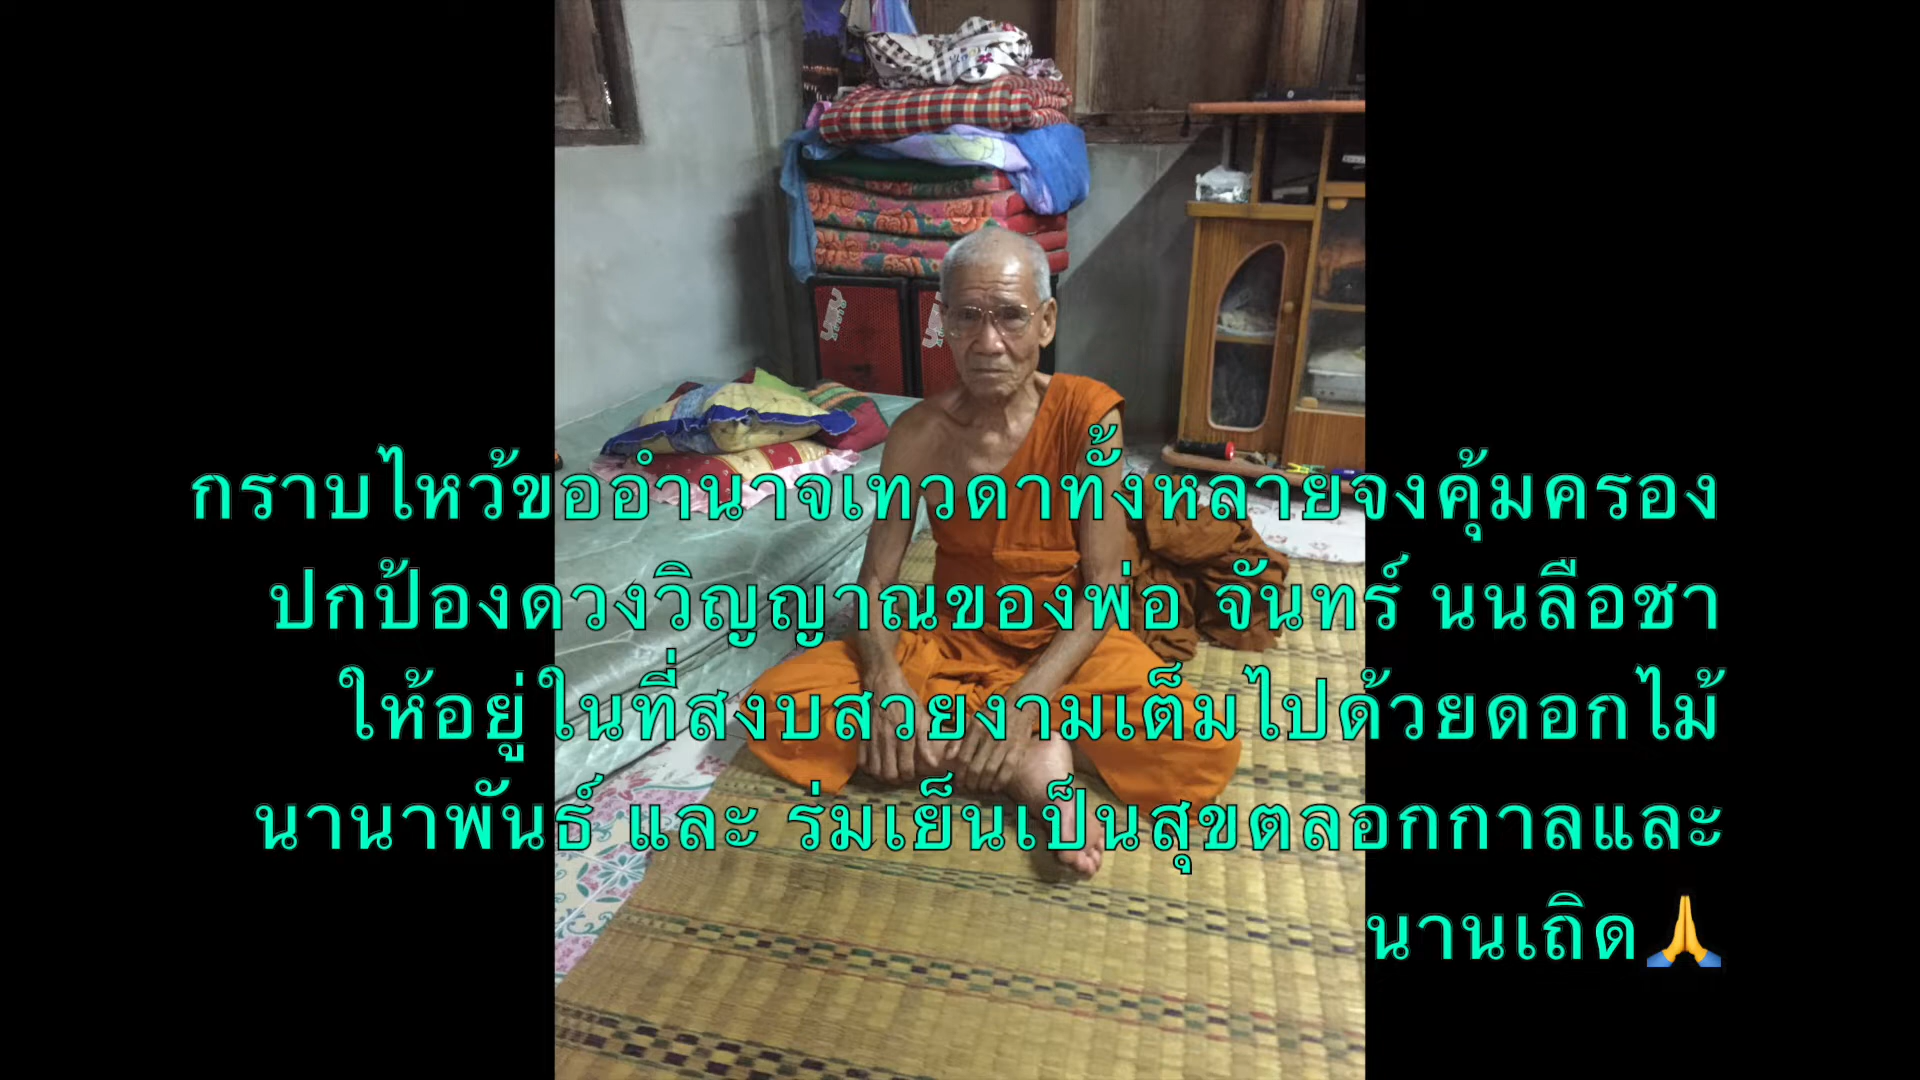 กราบไหว้ขออำนาจเทวดาทั้งหลายจงคุ้มครอง
ปกป้องดวงวิญญาณของพ่อ จันทร์ นนลือชา
ให้อยู่ในที่สงบสวยงามเต็มไปด้วยดอกไม้
นานาพันธ์ และ ร่มเย็นเป็นสุขตลอกกาลและ
นานเถิด🙏